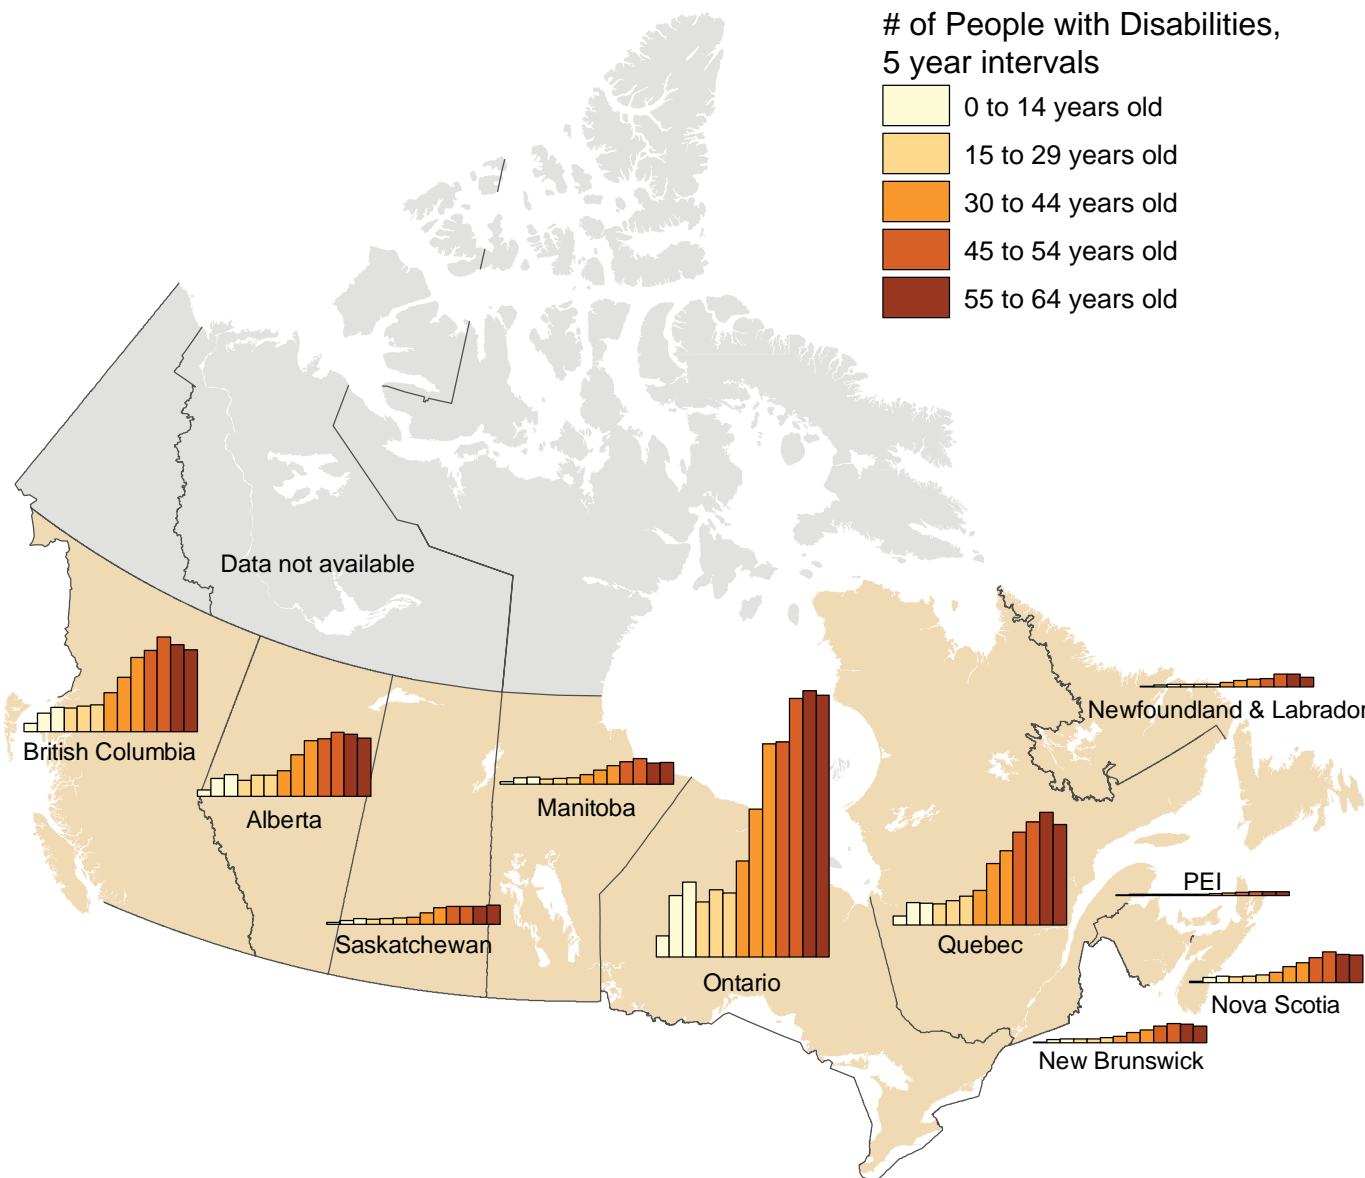 # of People with Disabilities,
5 year intervals
0 to 14 years old
15 to 29 years old
30 to 44 years old
45 to 54 years old
55 to 64 years old
Data not available
Newfoundland & Labrador
British Columbia
Manitoba
Alberta
PEI
Saskatchewan
Quebec
Ontario
Nova Scotia
New Brunswick